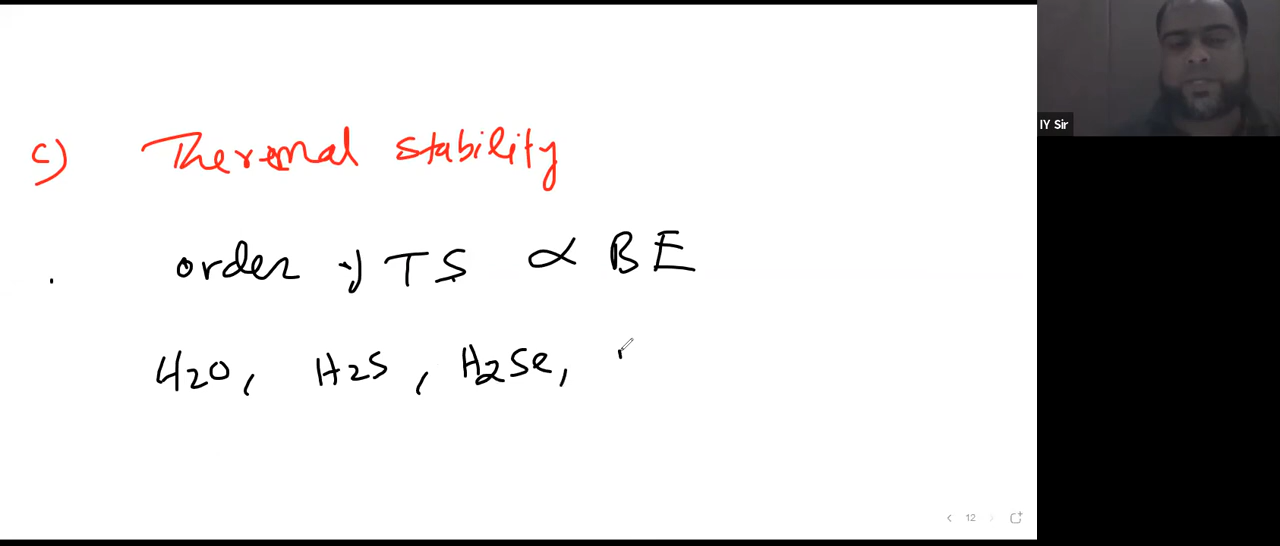 IY Sir
c) Thermal stability
order of TS ∝ BE
H2O, H2S, H2Se,
12